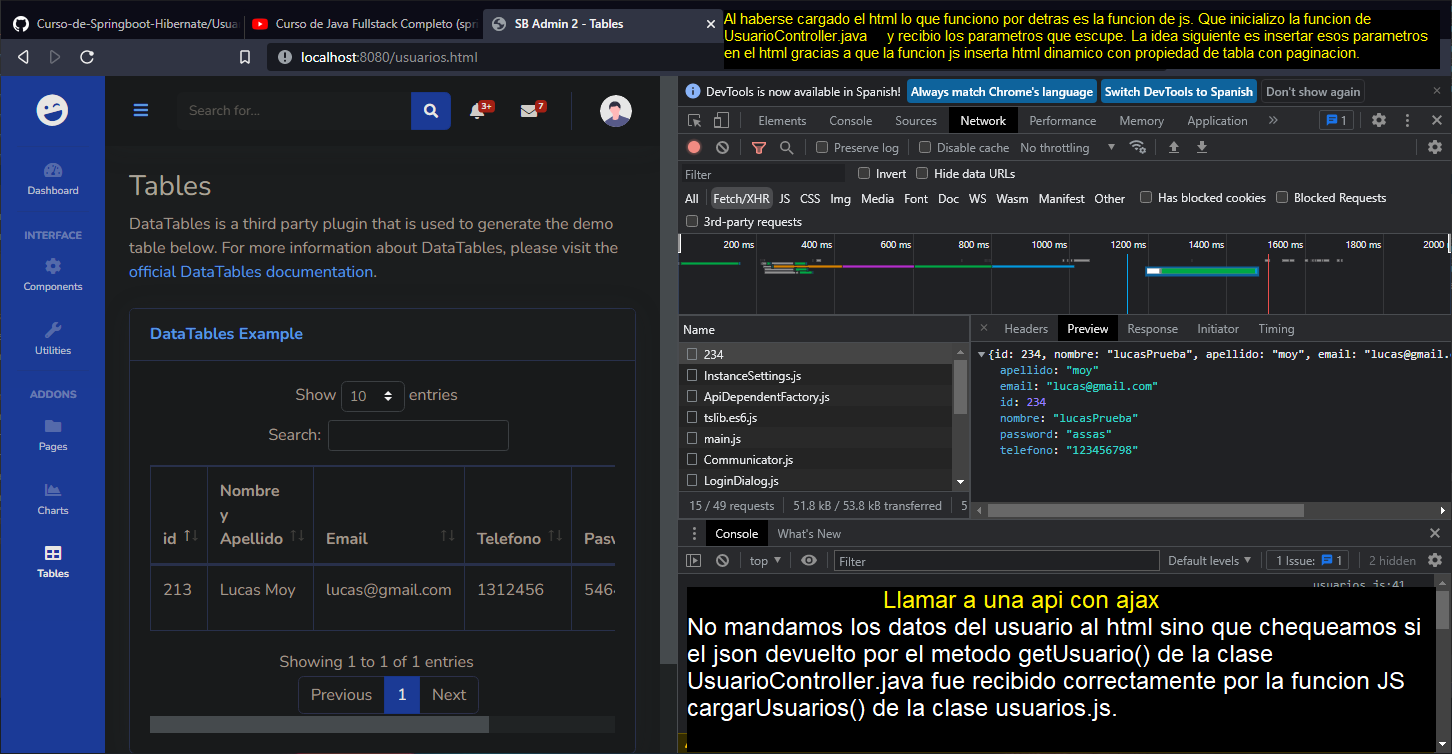 Curso-de-Springboot-Hibernate/Usua
Curso de Java Fullstack Completo (spri
SB Admin 2 - Tables
Al haberse cargado el html lo que funciono por detras es la funcion de js. Que inicializo la funcion de
UsuarioController.java y recibio los parametros que escupe. La idea siguiente es insertar esos parametros
en el html gracias a que la funcion js inserta html dinamico con propiedad de tabla con paginacion.
localhost:8080/usuarios.html
Search for...
3+
7
Dashboard
INTERFACE
Components
Utilities
ADDONS
Pages
Charts
Tables
Tables
DataTables is a third party plugin that is used to generate the demo
table below. For more information about DataTables, please visit the
official DataTables documentation.
DataTables Example
Show 10 entries
Search:
id
Nombre
y
Apellido
Email
Telefono
Pasv
213 Lucas Moy lucas@gmail.com 1312456 5464
Showing 1 to 1 of 1 entries
Previous 1 Next
DevTools is now available in Spanish! Always match Chrome's language Switch DevTools to Spanish Don't show again
Elements Console Sources Network Performance Memory Application 1
Preserve log Disable cache No throttling
Filter Invert Hide data URLs
All Fetch/XHR JS CSS Img Media Font Doc WS Wasm Manifest Other Has blocked cookies Blocked Requests
3rd-party requests
200 ms 400 ms 600 ms 800 ms 1000 ms 1200 ms 1400 ms 1600 ms 1800 ms 2000
Name
234
InstanceSettings.js
ApiDependentFactory.js
tslib.es6.js
main.js
Communicator.js
LoginDialog.js
15 / 49 requests 51.8 kB / 53.8 kB transferred 5
Headers Preview Response Initiator Timing
{id: 234, nombre: "lucasPrueba", apellido: "moy", email: "lucas@gmail.co
apellido: "moy"
email: "lucas@gmail.com"
id: 234
nombre: "lucasPrueba"
password: "assas"
telefono: "123456798"
Console What's New
top Filter Default levels 1 Issue: 1 2 hidden
usuarios.js:41
Llamar a una api con ajax
No mandamos los datos del usuario al html sino que chequeamos si
el json devuelto por el metodo getUsuario() de la clase
UsuarioController.java fue recibido correctamente por la funcion JS
cargarUsuarios() de la clase usuarios.js.